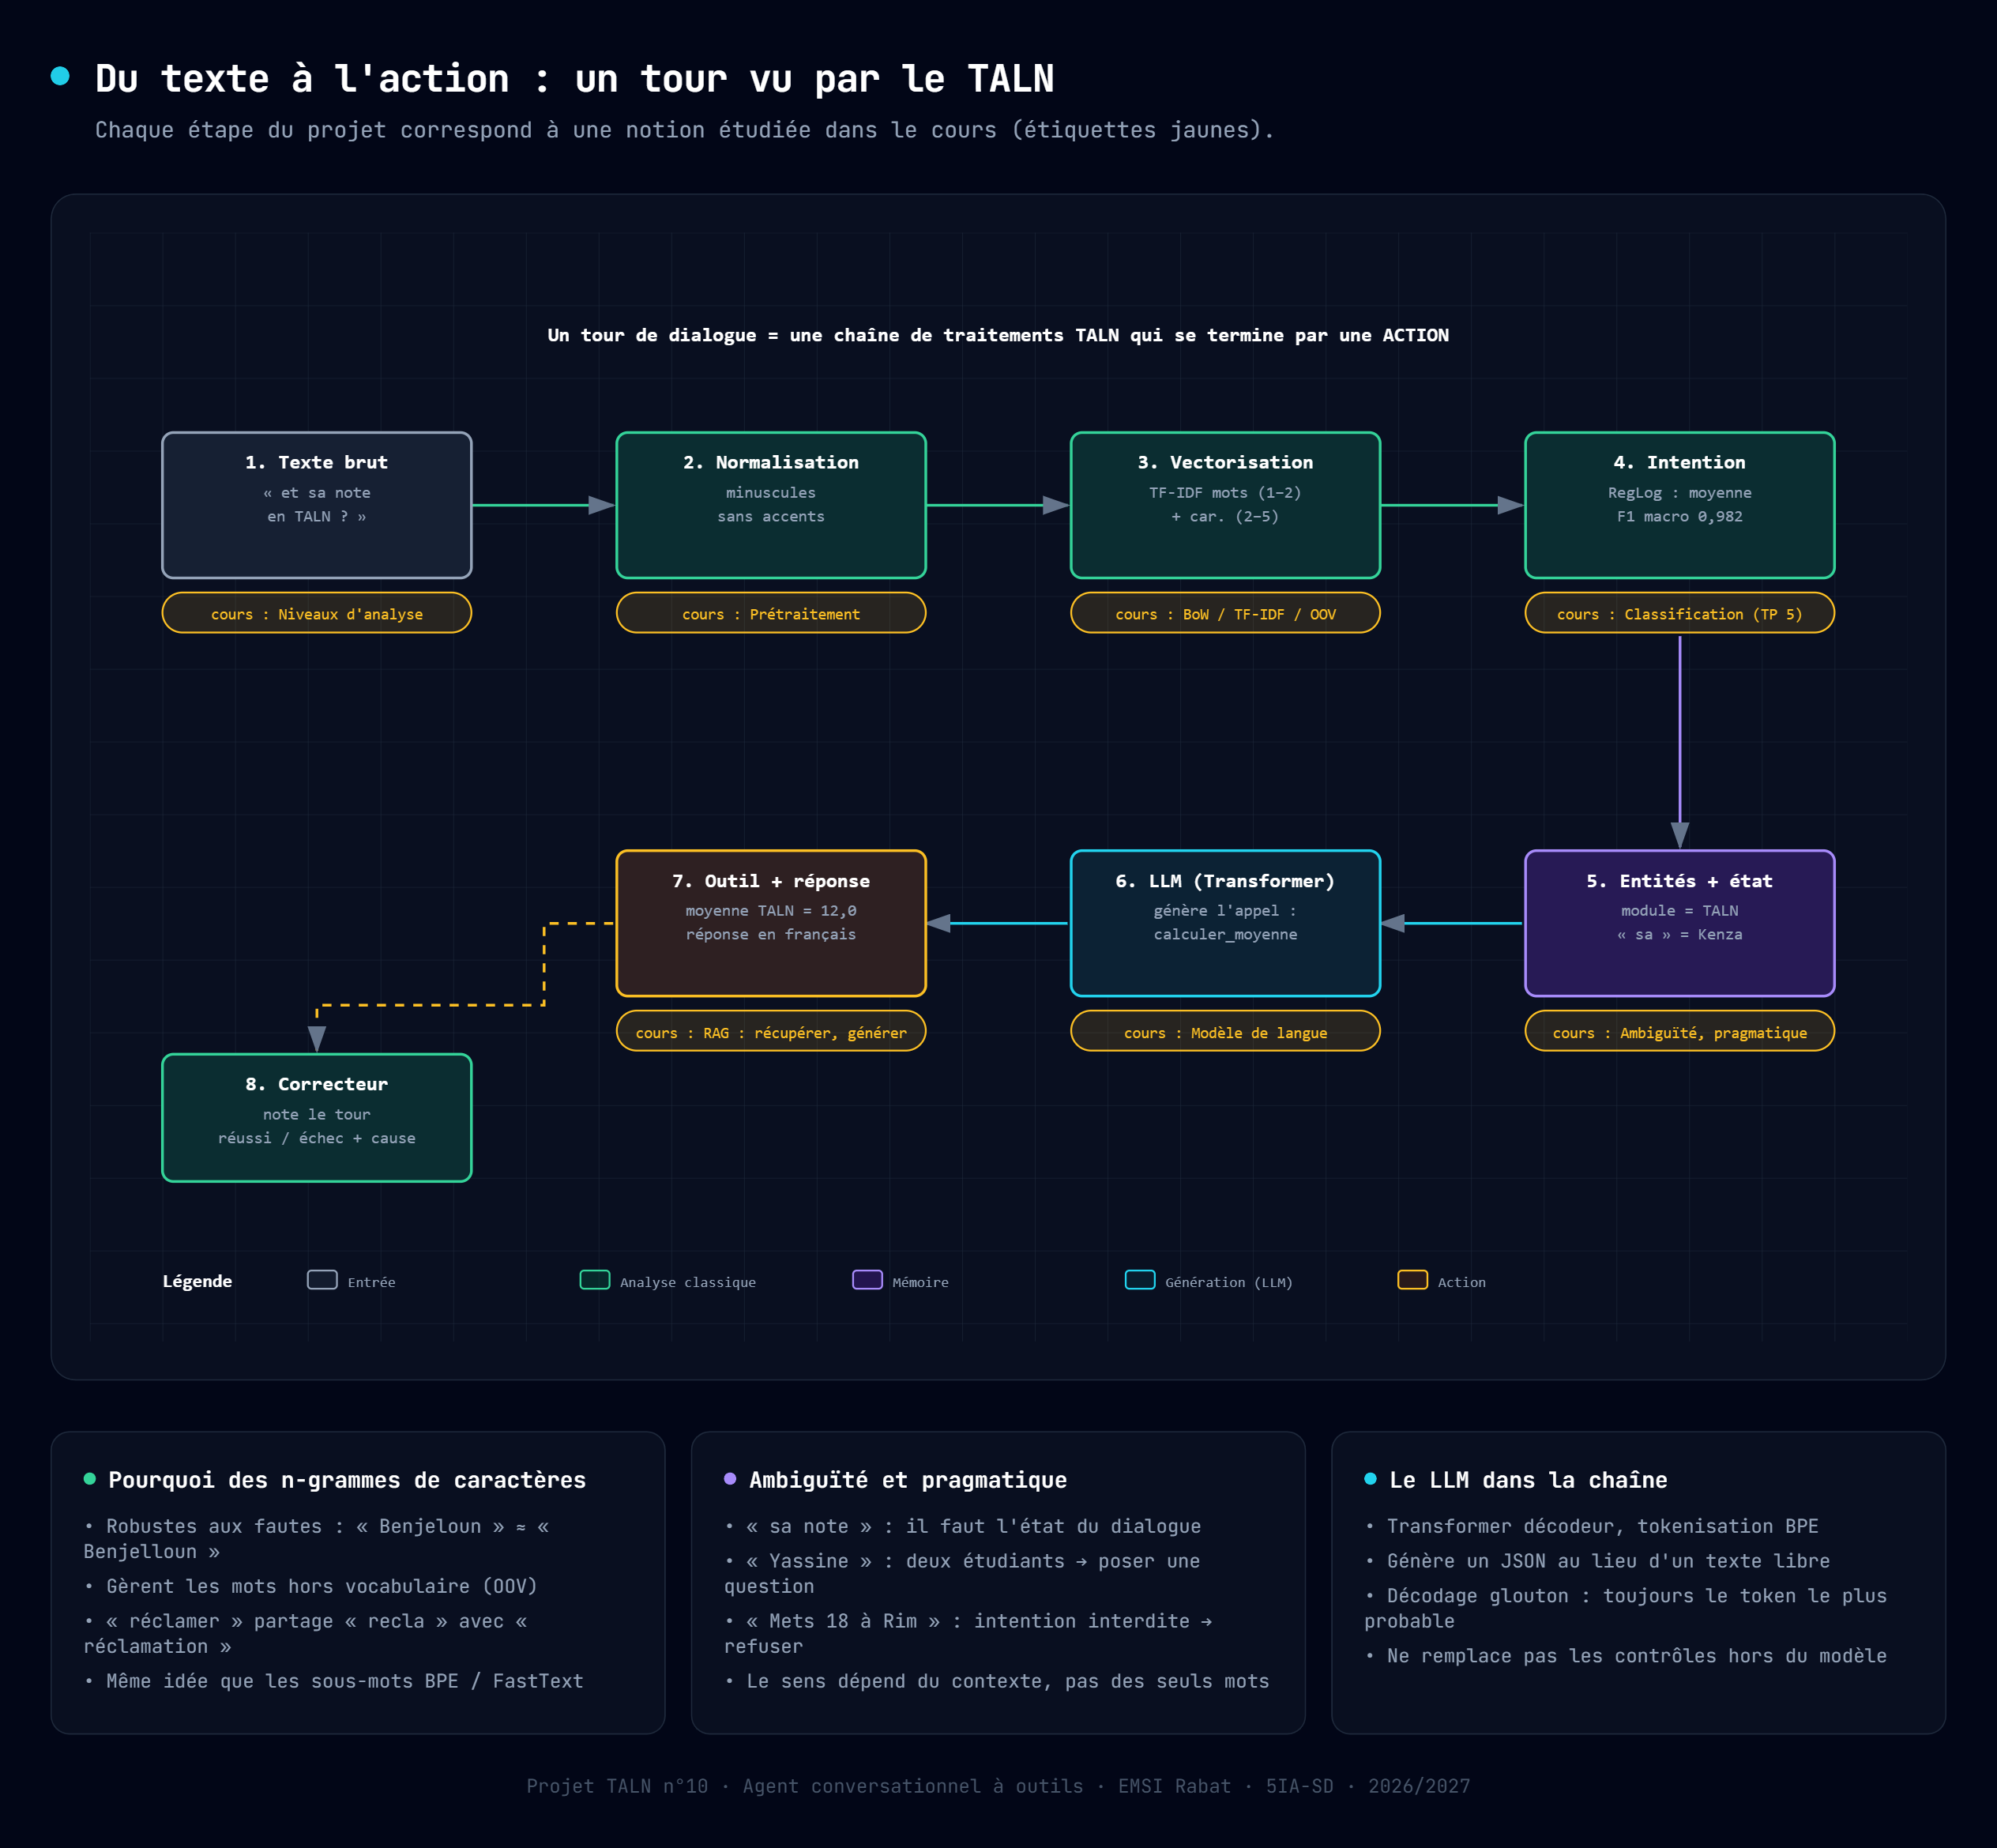 Du texte à l'action : un tour vu par le TALN
Chaque étape du projet correspond à une notion étudiée dans le cours (étiquettes jaunes).
Un tour de dialogue = une chaîne de traitements TALN qui se termine par une ACTION
1. Texte brut
« et sa note
en TALN ? »
cours : Niveaux d'analyse
2. Normalisation
minuscules
sans accents
cours : Prétraitement
3. Vectorisation
TF-IDF mots (1–2)
+ car. (2–5)
cours : BoW / TF-IDF / OOV
4. Intention
RegLog : moyenne
F1 macro 0,982
cours : Classification (TP 5)
5. Entités + état
module = TALN
« sa » = Kenza
cours : Ambiguïté, pragmatique
6. LLM (Transformer)
génère l'appel :
calculer_moyenne
cours : Modèle de langue
7. Outil + réponse
moyenne TALN = 12,0
réponse en français
cours : RAG : récupérer, générer
8. Correcteur
note le tour
réussi / échec + cause
Légende
Entrée
Analyse classique
Mémoire
Génération (LLM)
Action
Pourquoi des n-grammes de caractères
• Robustes aux fautes : « Benjeloun » ≈ «
Benjelloun »
• Gèrent les mots hors vocabulaire (OOV)
• « réclamer » partage « recla » avec «
réclamation »
• Même idée que les sous-mots BPE / FastText
Ambiguïté et pragmatique
• « sa note » : il faut l'état du dialogue
• « Yassine » : deux étudiants → poser une
question
• « Mets 18 à Rim » : intention interdite →
refuser
• Le sens dépend du contexte, pas des seuls mots
Le LLM dans la chaîne
• Transformer décodeur, tokenisation BPE
• Génère un JSON au lieu d'un texte libre
• Décodage glouton : toujours le token le plus
probable
• Ne remplace pas les contrôles hors du modèle
Projet TALN n°10 · Agent conversationnel à outils · EMSI Rabat · 5IA-SD · 2026/2027